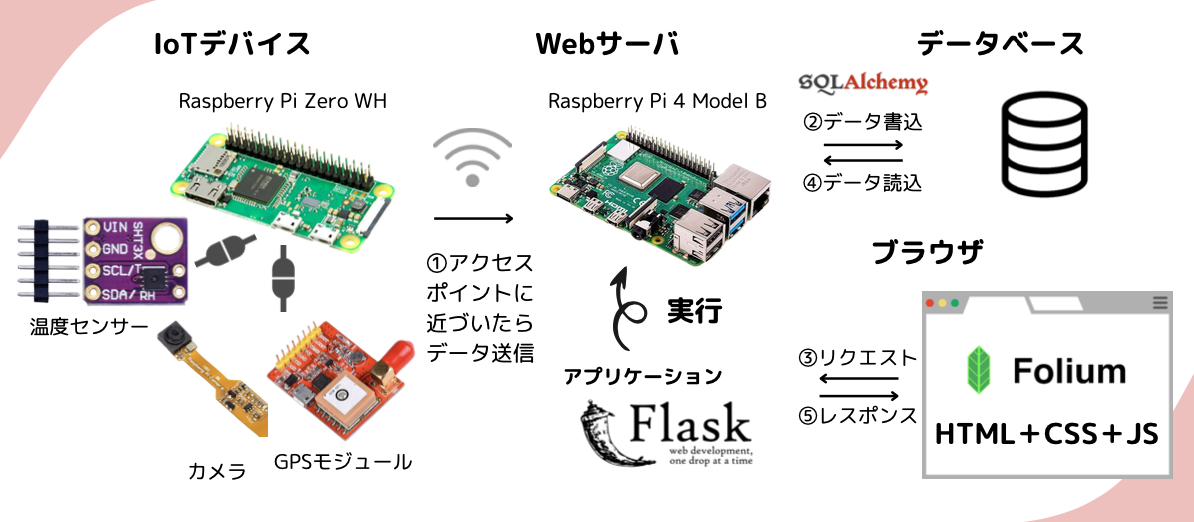 IoTデバイス
Webサーバ
データベース
Raspberry Pi Zero WH
Raspberry Pi 4 Model B
SQLAlchemy
②データ書込
④データ読込
VIN
GND
SCL/T
SDA/RH
SHT3X
温度センサー
カメラ
GPSモジュール
①アクセス
ポイントに
近づいたら
データ送信
実行
アプリケーション
Flask
web development,
one drop at a time
ブラウザ
③リクエスト
⑤レスポンス
Folium
HTML＋CSS＋JS